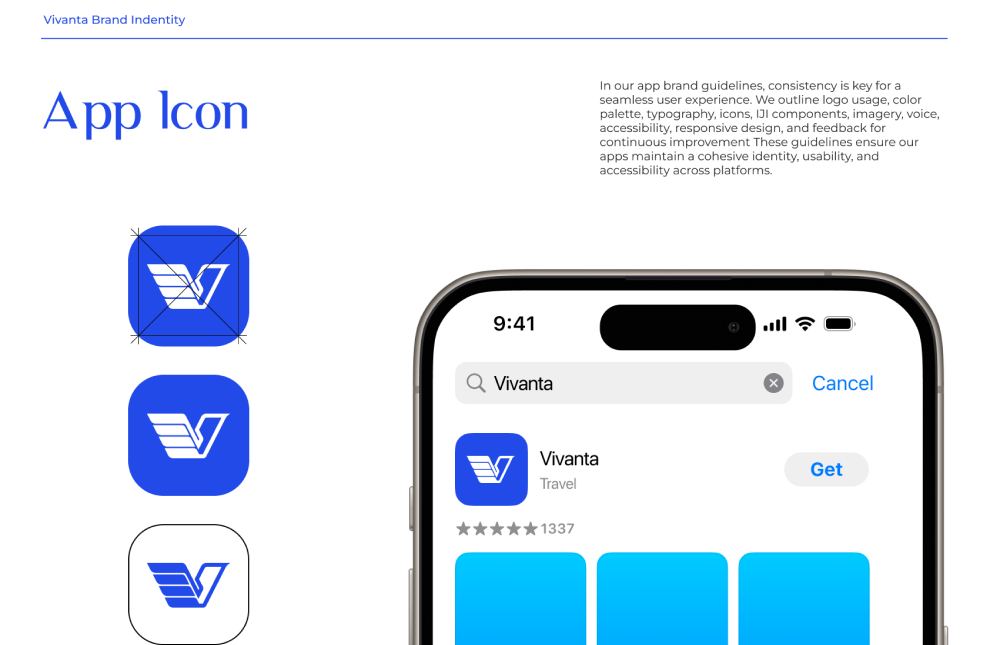 Vivanta Brand Indentity
App Icon
In our app brand guidelines, consistency is key for a
seamless user experience. We outline logo usage, color
palette, typography, icons, IJI components, imagery, voice,
accessibility, responsive design, and feedback for
continuous improvement These guidelines ensure our
apps maintain a cohesive identity, usability, and
accessibility across platforms.
9:41
Vivanta
Cancel
Vivanta
Travel
Get
1337